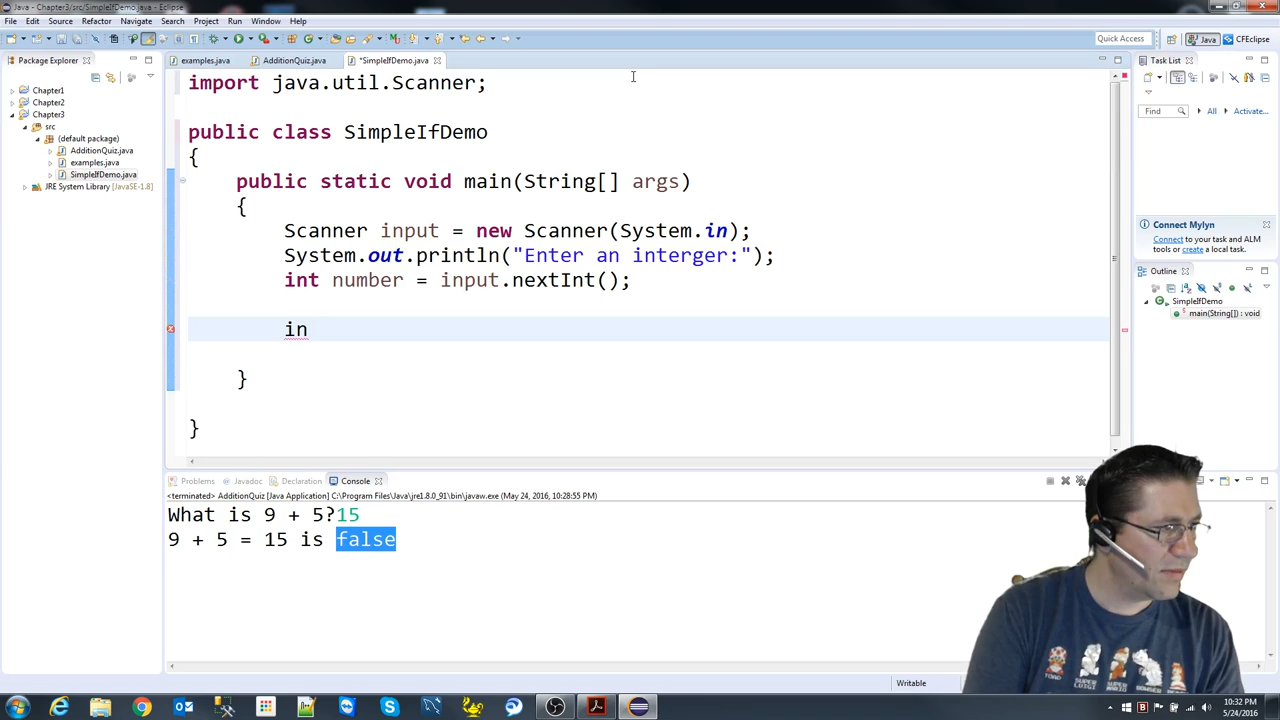 Java - Chapter3/src/SimpleIfDemo.java - Eclipse
File Edit Source Refactor Navigate Search Project Run Window Help
Quick Access
Java
CFEclipse
Package Explorer
examples.java
AdditionQuiz.java
*SimpleIfDemo.java
Task List
Chapter1
Chapter2
Chapter3
src
(default package)
AdditionQuiz.java
examples.java
SimpleIfDemo.java
JRE System Library [JavaSE-1.8]
import java.util.Scanner;
public class SimpleIfDemo
{
public static void main(String[] args)
{
Scanner input = new Scanner(System.in);
System.out.println("Enter an interger:");
int number = input.nextInt();
in
}
}
Find
All
Activate...
Connect Mylyn
Connect to your task and ALM
tools or create a local task.
Outline
SimpleIfDemo
main(String[]) : void
Problems
Javadoc
Declaration
Console
<terminated> AdditionQuiz [Java Application] C:\Program Files\Java\jre1.8.0_91\bin\javaw.exe (May 24, 2016, 10:28:55 PM)
What is 9 + 5?15
9 + 5 = 15 is false
TOAD
SUPER LUIGI
SUPER MARIO
Writable
10:32 PM
5/24/2016